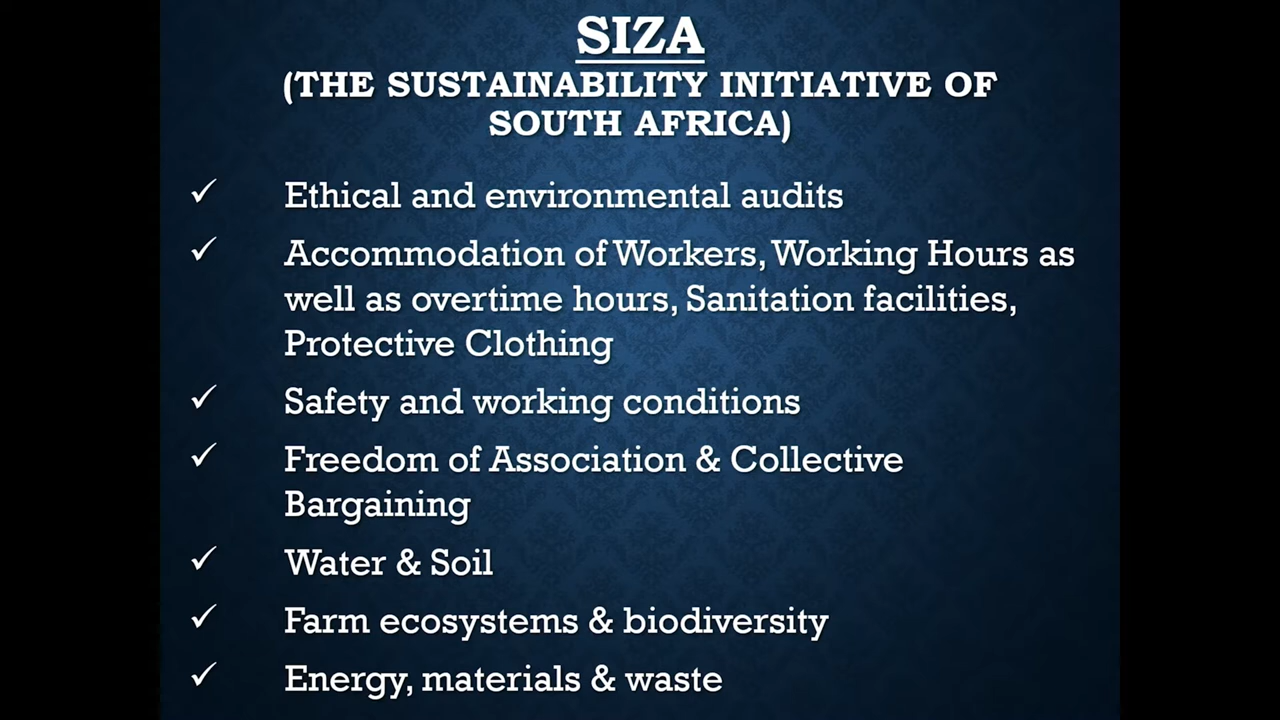 SIZA
(THE SUSTAINABILITY INITIATIVE OF
SOUTH AFRICA)
✓ Ethical and environmental audits
✓ Accommodation of Workers, Working Hours as
well as overtime hours, Sanitation facilities,
Protective Clothing
✓ Safety and working conditions
✓ Freedom of Association & Collective
Bargaining
✓ Water & Soil
✓ Farm ecosystems & biodiversity
✓ Energy, materials & waste